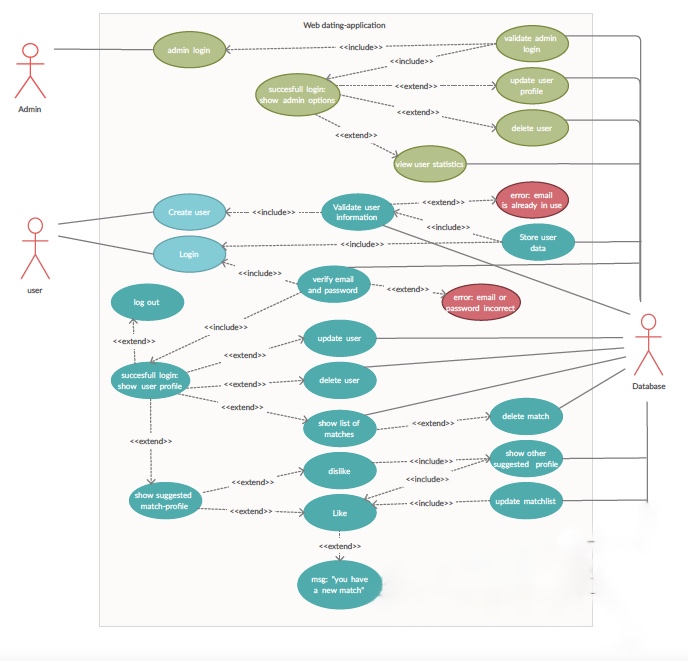 Web dating-application
admin login
<<include>>
validate admin
login
<<include>>
Admin
succesfull login:
show admin options
<<extend>>
update user
profile
<<extend>>
delete user
<<extend>>
view user statistics
Create user
<<include>>
Validate user
information
<<extend>>
error: email
is already in use
<<include>>
user
Login
<<include>>
Store user
data
<<include>>
verify email
and password
<<extend>>
error: email or
password incorrect
log out
<<include>>
<<extend>>
update user
<<extend>>
succesfull login:
show user profile
<<extend>>
delete user
Database
<<extend>>
show list of
matches
<<extend>>
delete match
<<extend>>
dislike
<<include>>
show other
suggested profile
<<extend>>
<<include>>
show suggested
match-profile
<<extend>>
Like
<<include>>
update matchlist
<<extend>>
msg: "you have
a new match"